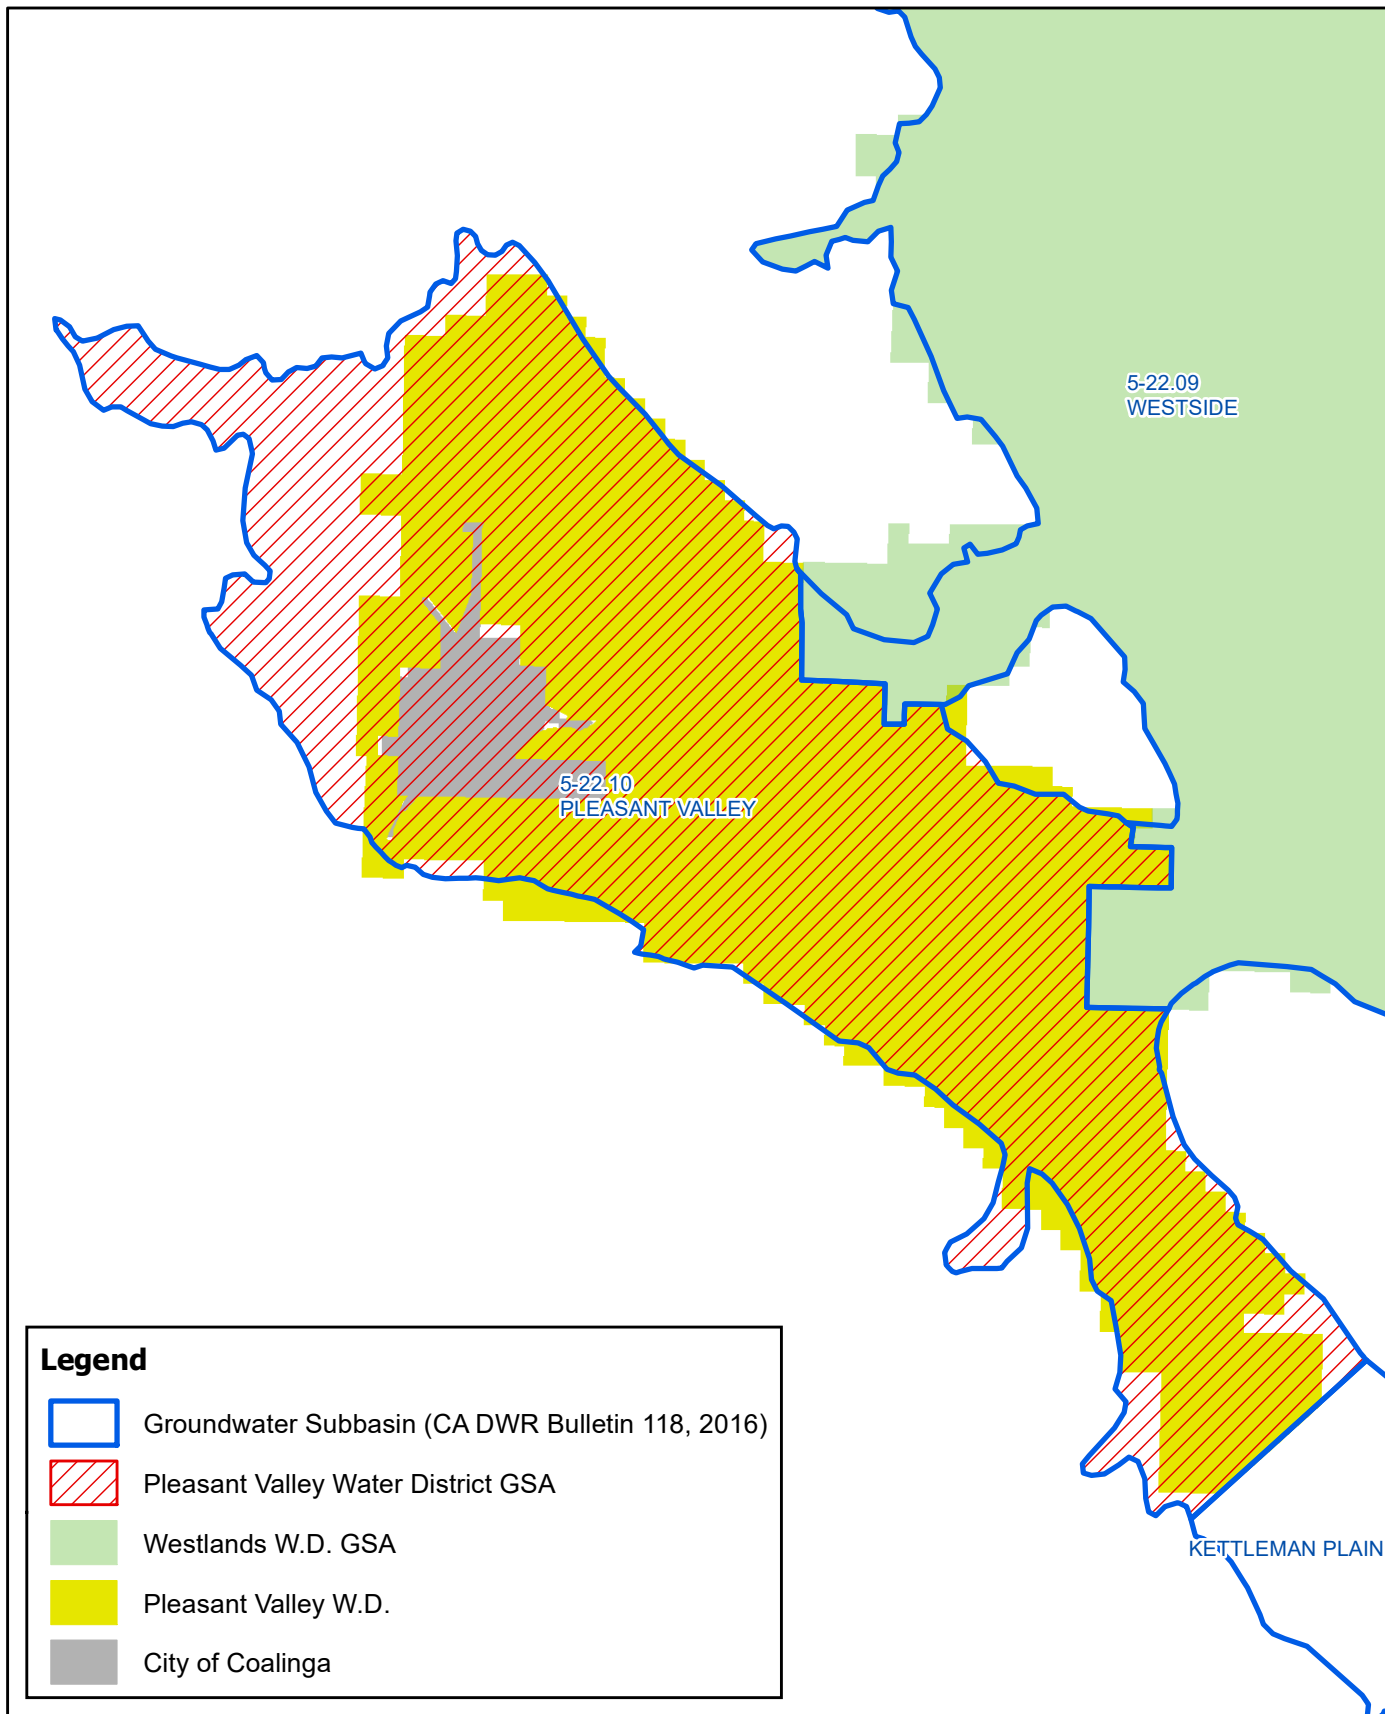 5-22.09
WESTSIDE
5-22.10
PLEASANT VALLEY
KETTLEMAN PLAIN
Legend
Groundwater Subbasin (CA DWR Bulletin 118, 2016)
Pleasant Valley Water District GSA
Westlands W.D. GSA
Pleasant Valley W.D.
City of Coalinga